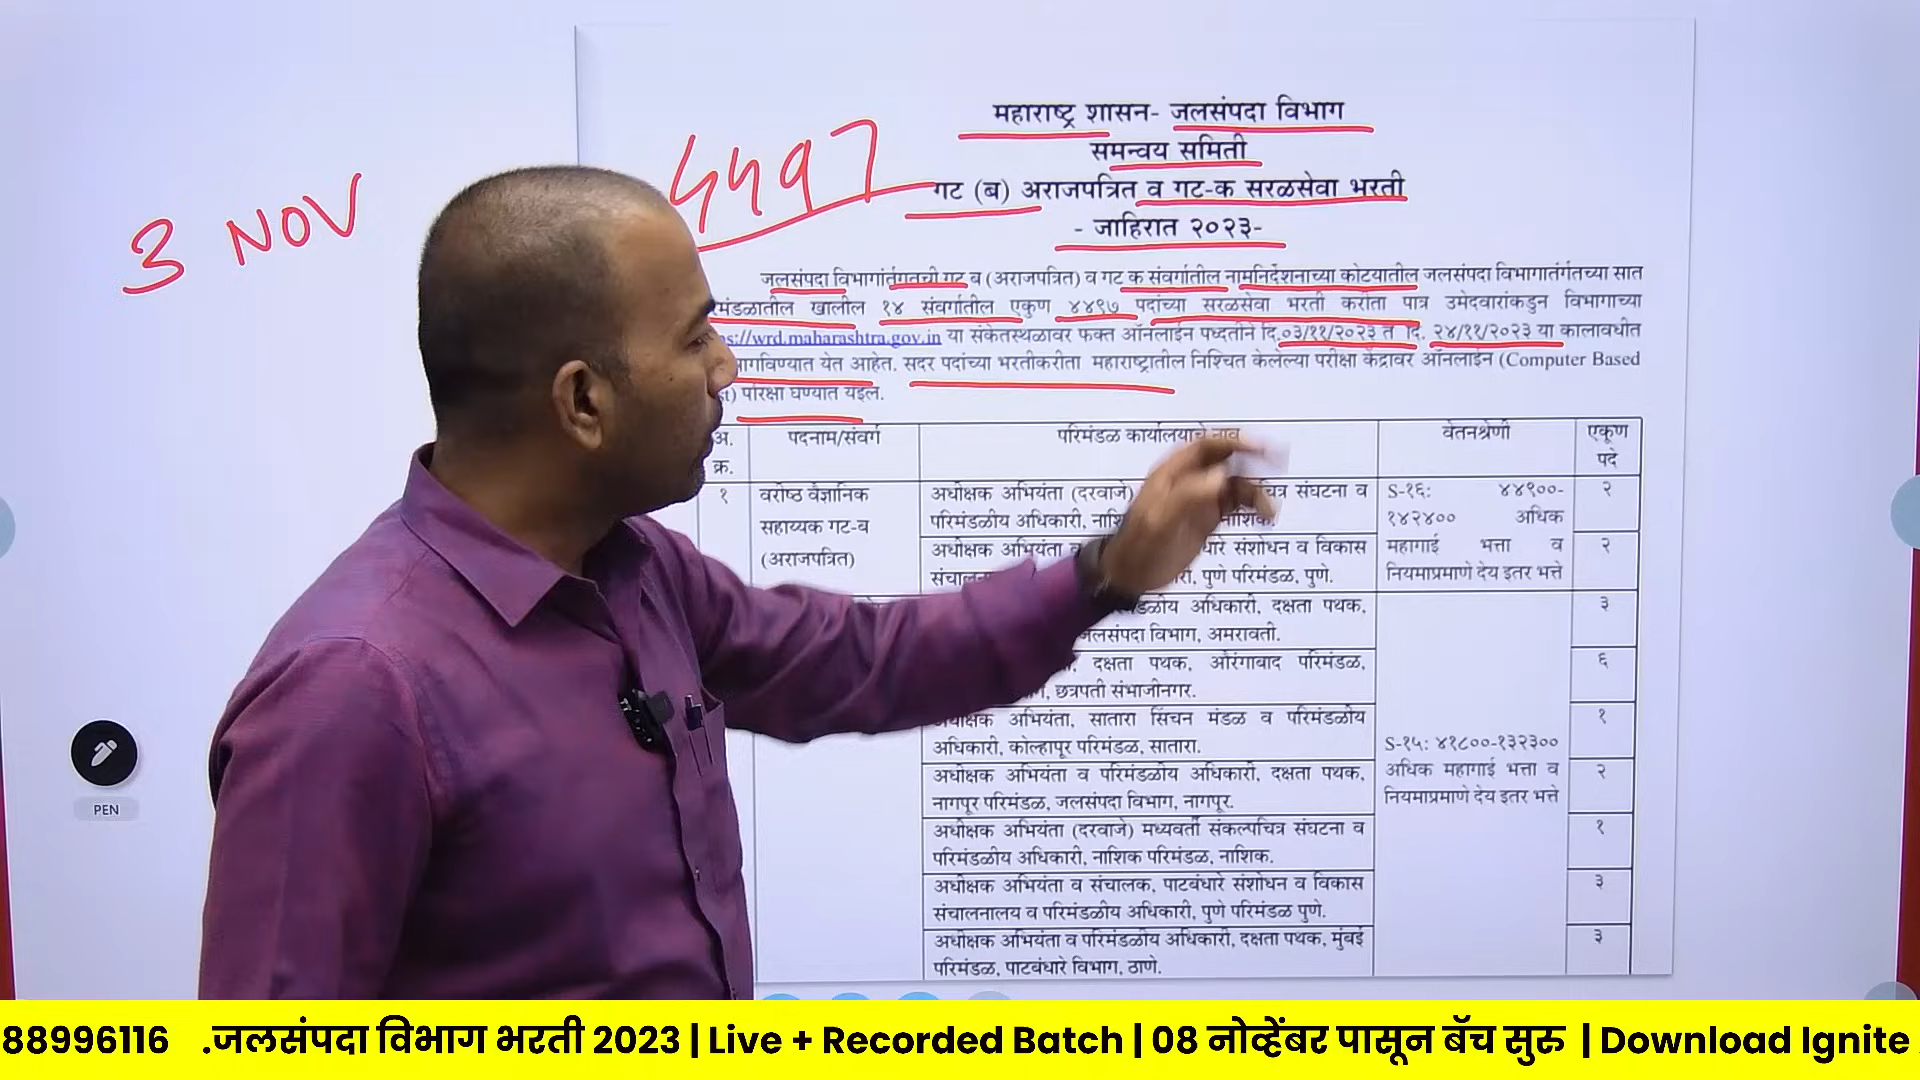 3 NOV
4497
महाराष्ट्र शासन- जलसंपदा विभाग
समन्वय समिती
गट (ब) अराजपत्रित व गट-क सरळसेवा भरती
- जाहिरात २०२३-
जलसंपदा विभागांर्तगतची गट ब (अराजपत्रित) व गट क संवर्गातील नामनिर्देशनाच्या कोटयातील जलसंपदा विभागातंर्गतच्या सात
मंडळातील खालील १४ संवर्गातील एकुण ४४९७ पदांच्या सरळसेवा भरती करीता पात्र उमेदवारांकडुन विभागाच्या
s://wrd.maharashtra.gov.in या संकेतस्थळावर फक्त ऑनलाईन पध्दतीने दि.०३/११/२०२३ ते दि. २४/११/२०२३ या कालावधीत
मागविण्यात येत आहेत. सदर पदांच्या भरतीकरीता महाराष्ट्रातील निश्चित केलेल्या परीक्षा केंद्रावर ऑनलाईन (Computer Based
परिक्षा घण्यात येईल.
अ. क्र. पदनाम/संवर्ग परिमंडळ कार्यालयाचे नाव वेतनश्रेणी एकूण पदे
१ वरीष्ठ वैज्ञानिक सहाय्यक गट-ब (अराजपत्रित)
अधीक्षक अभियंता (दरवाजे) चित्र संघटना व
परिमंडळीय अधिकारी, नाशिक.
S-१६: ४४९००-
१४२४०० अधिक
महागाई भत्ता व
नियमाप्रमाणे देय इतर भत्ते
२
अधीक्षक अभियंता व संशोधन व विकास
पुणे परिमंडळ, पुणे.
२
अधिकारी, दक्षता पथक,
जलसंपदा विभाग, अमरावती.
३
दक्षता पथक, औरंगाबाद परिमंडळ,
छत्रपती संभाजीनगर.
६
अधीक्षक अभियंता, सातारा सिंचन मंडळ व परिमंडळीय
अधिकारी, कोल्हापूर परिमंडळ, सातारा.
१
S-१५: ४१८००-१३२३००
अधिक महागाई भत्ता व
नियमाप्रमाणे देय इतर भत्ते
अधीक्षक अभियंता व परिमंडळीय अधिकारी, दक्षता पथक,
नागपूर परिमंडळ, जलसंपदा विभाग, नागपूर.
२
अधीक्षक अभियंता (दरवाजे) मध्यवर्ती संकल्पचित्र संघटना व
परिमंडळीय अधिकारी, नाशिक परिमंडळ, नाशिक.
१
अधीक्षक अभियंता व संचालक, पाटबंधारे संशोधन व विकास
संचालनालय व परिमंडळीय अधिकारी, पुणे परिमंडळ पुणे.
३
अधीक्षक अभियंता व परिमंडळीय अधिकारी, दक्षता पथक, मुंबई
परिमंडळ, पाटबंधारे विभाग, ठाणे.
३
PEN
88996116 .जलसंपदा विभाग भरती 2023 | Live + Recorded Batch | 08 नोव्हेंबर पासून बॅच सुरु | Download Ignite